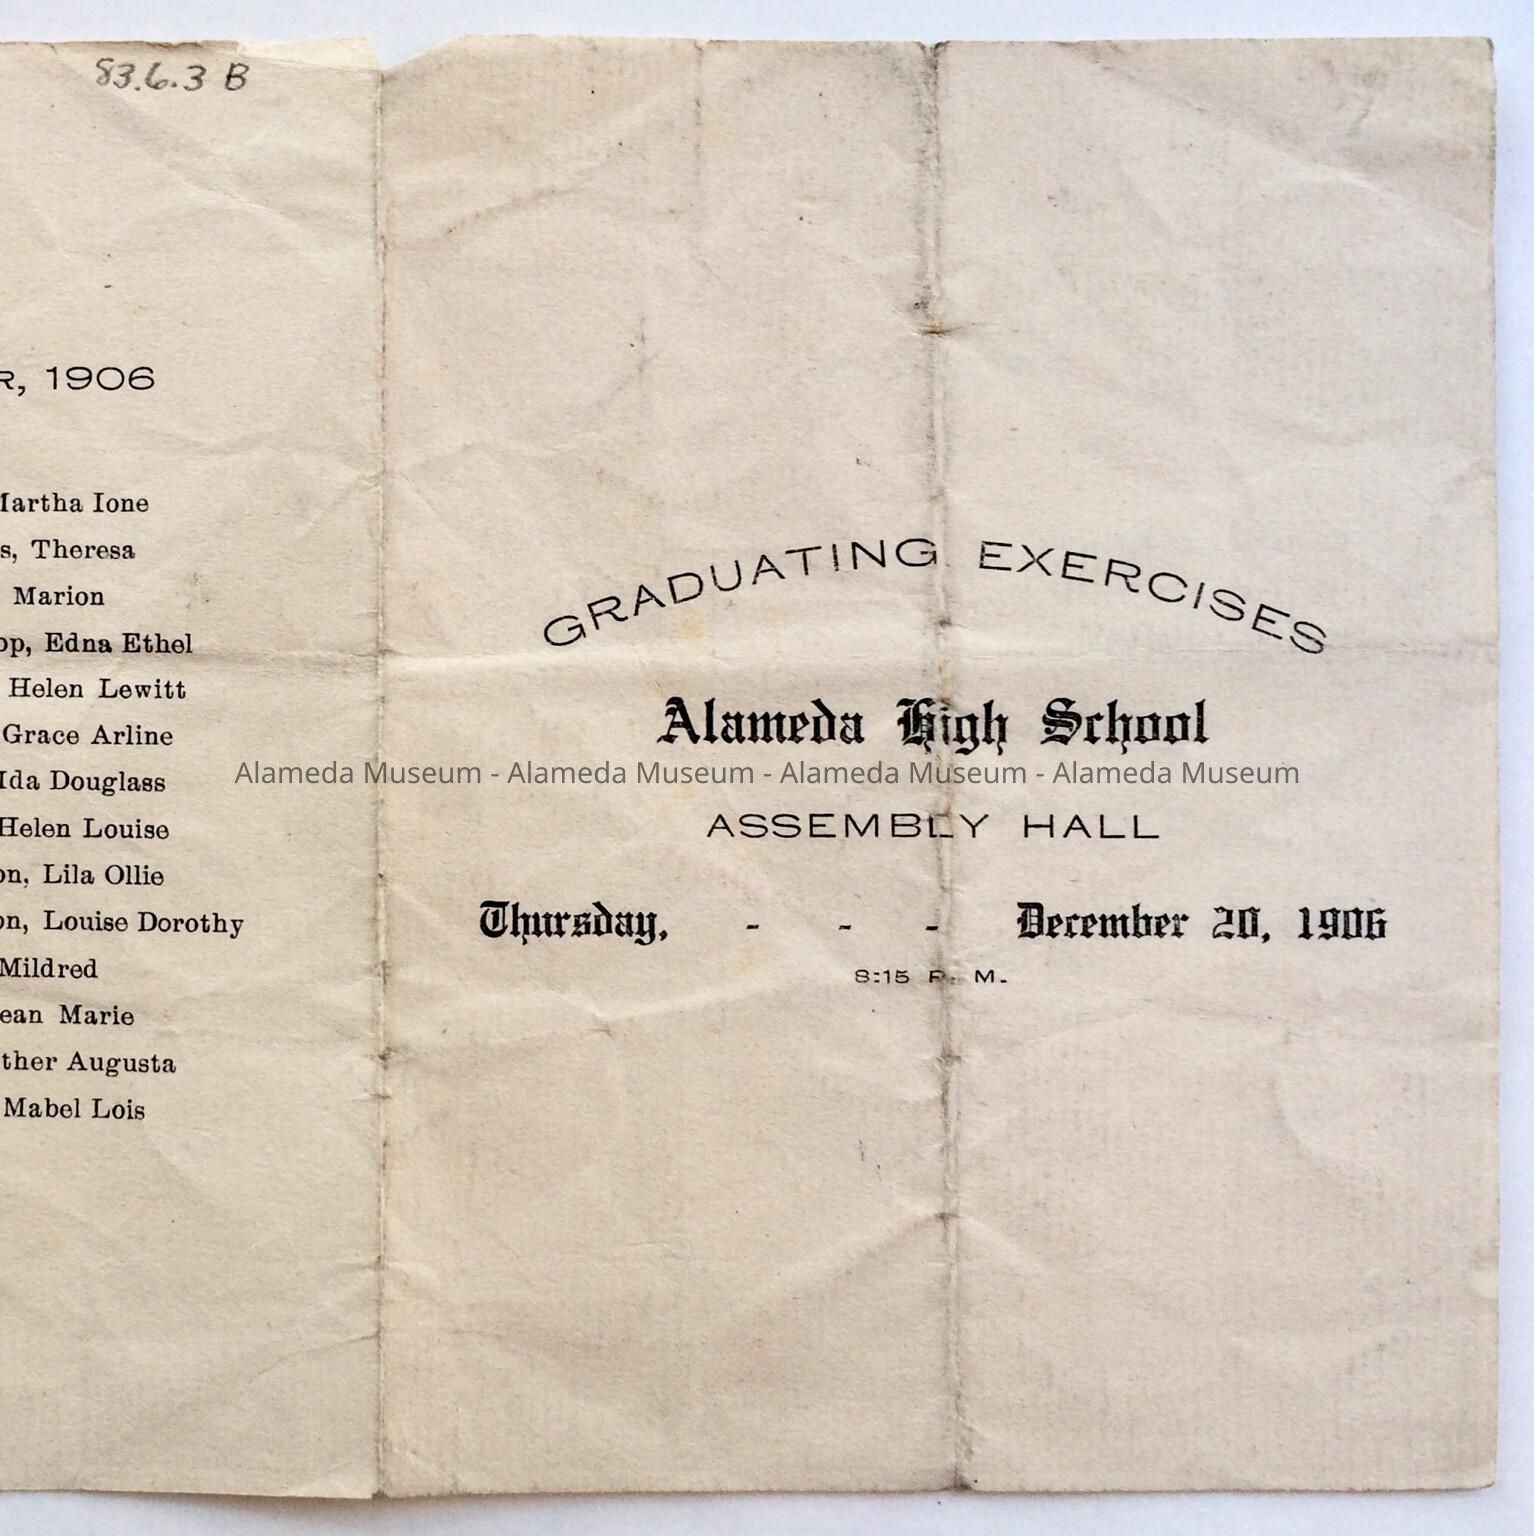 83.6.3 B
R, 1906
Martha Ione
s, Theresa
Marion
op, Edna Ethel
Helen Lewitt
Grace Arline
Ida Douglass
Helen Louise
on, Lila Ollie
on, Louise Dorothy
Mildred
ean Marie
ther Augusta
Mabel Lois
GRADUATING EXERCISES
Alameda High School
Alameda Museum - Alameda Museum - Alameda Museum - Alameda Museum
ASSEMBLY HALL
Thursday, - - - December 20, 1906
8:15 P. M.